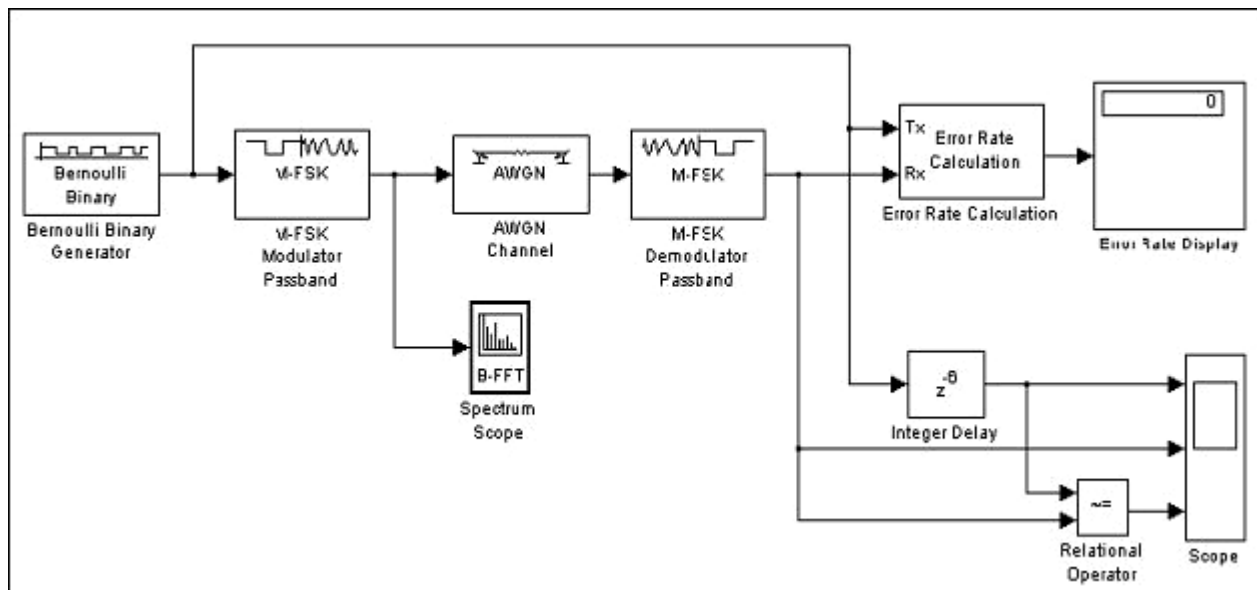 Bernoulli
Binary
Bernoulli Binary
Generator
M-FSK
M-FSK
Modulator
Passband
AWGN
AWGN
Channel
M-FSK
M-FSK
Demodulator
Passband
Tx
Rx
Error Rate
Calculation
Error Rate Calculation
0
Error Rate Display
B-FFT
Spectrum
Scope
z-6
Integer Delay
~=
Relational
Operator
Scope